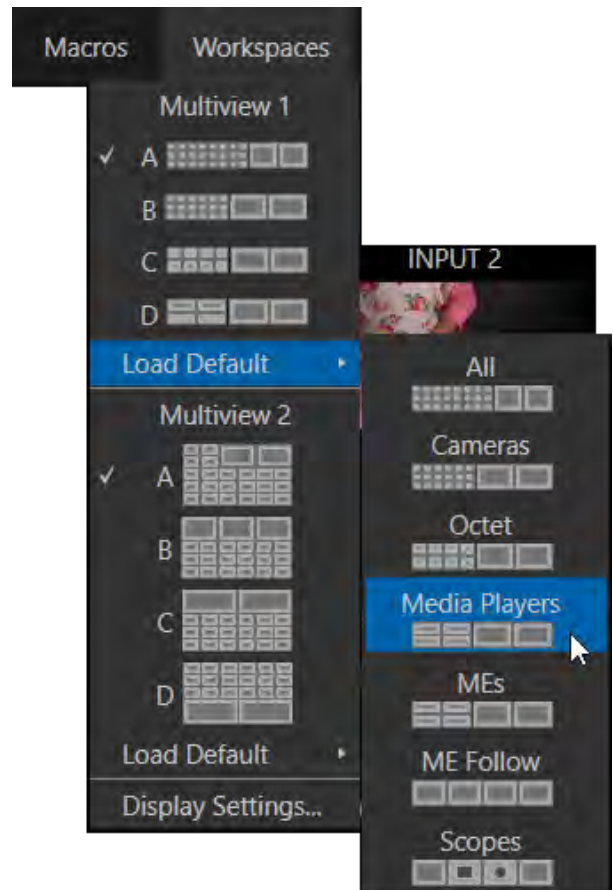 Macros Workspaces
Multiview 1
✓ A
B
C
D
Load Default
Multiview 2
✓ A
B
C
D
Load Default
Display Settings...
INPUT 2
All
Cameras
Octet
Media Players
MEs
ME Follow
Scopes